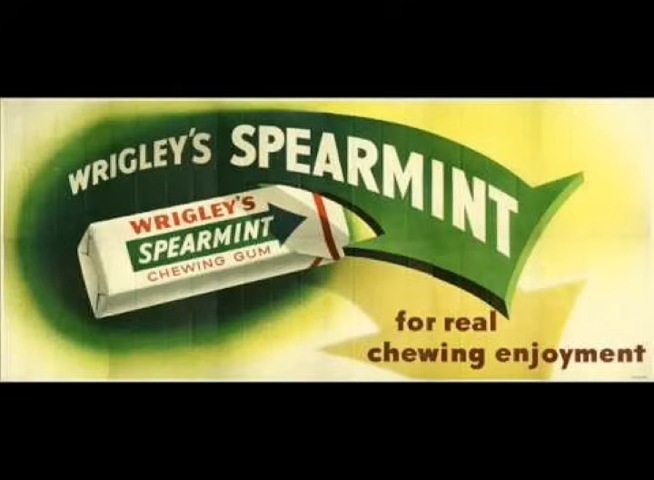 WRIGLEY'S SPEARMINT
WRIGLEY'S
SPEARMINT
CHEWING GUM
for real
chewing enjoyment